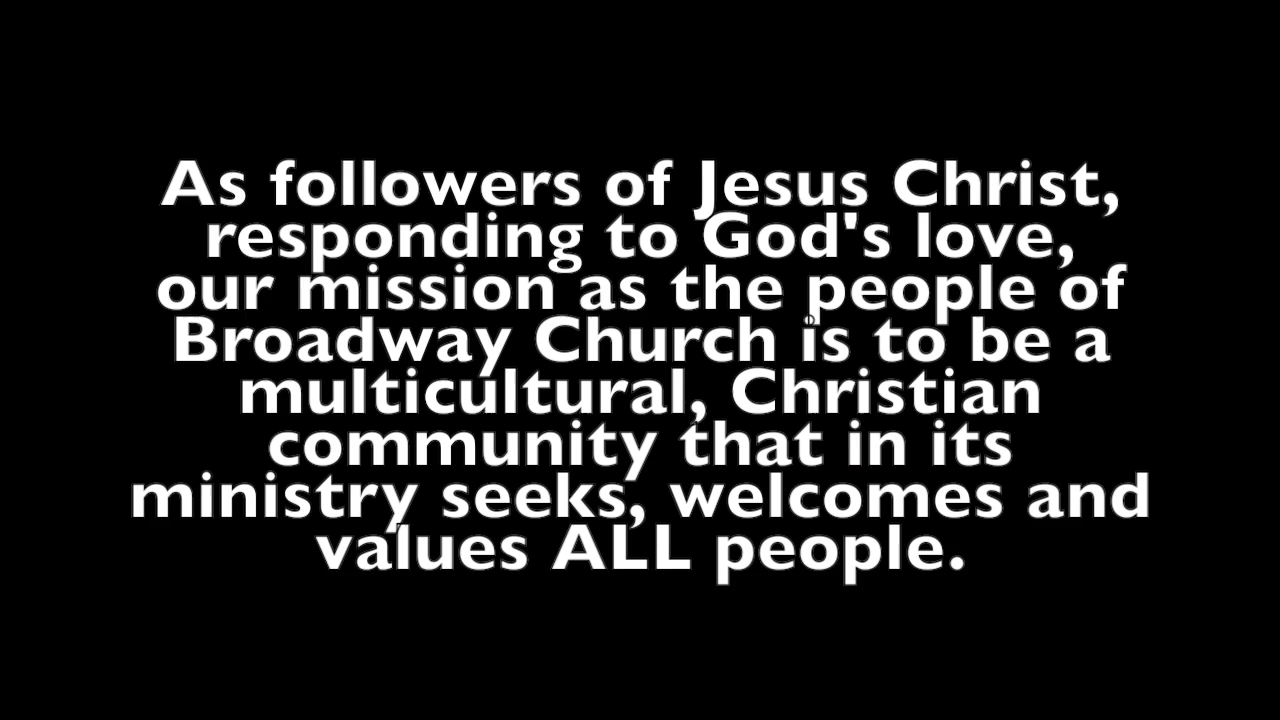 As followers of Jesus Christ,
responding to God's love,
our mission as the people of
Broadway Church is to be a
multicultural, Christian
community that in its
ministry seeks, welcomes and
values ALL people.